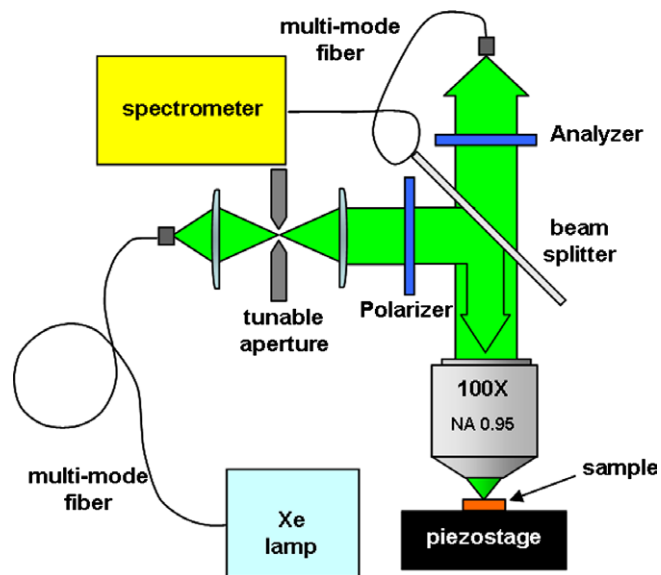 multi-mode
fiber
spectrometer
Analyzer
beam
splitter
tunable
aperture
Polarizer
100X
NA 0.95
sample
multi-mode
fiber
Xe
lamp
piezostage